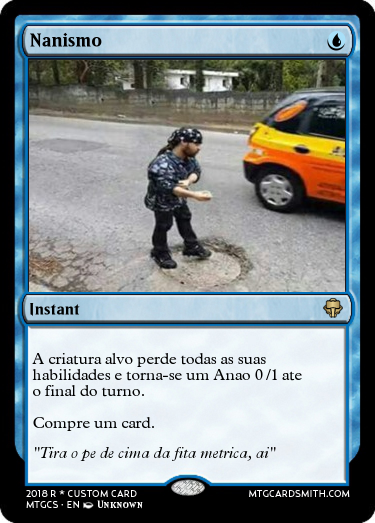 Nanismo
Instant
A criatura alvo perde todas as suas
habilidades e torna-se um Anao 0/1 ate
o final do turno.
Compre um card.
"Tira o pe de cima da fita metrica, ai"
2018 R * CUSTOM CARD
MTGCS · EN Unknown
MTGCARDSMITH.COM